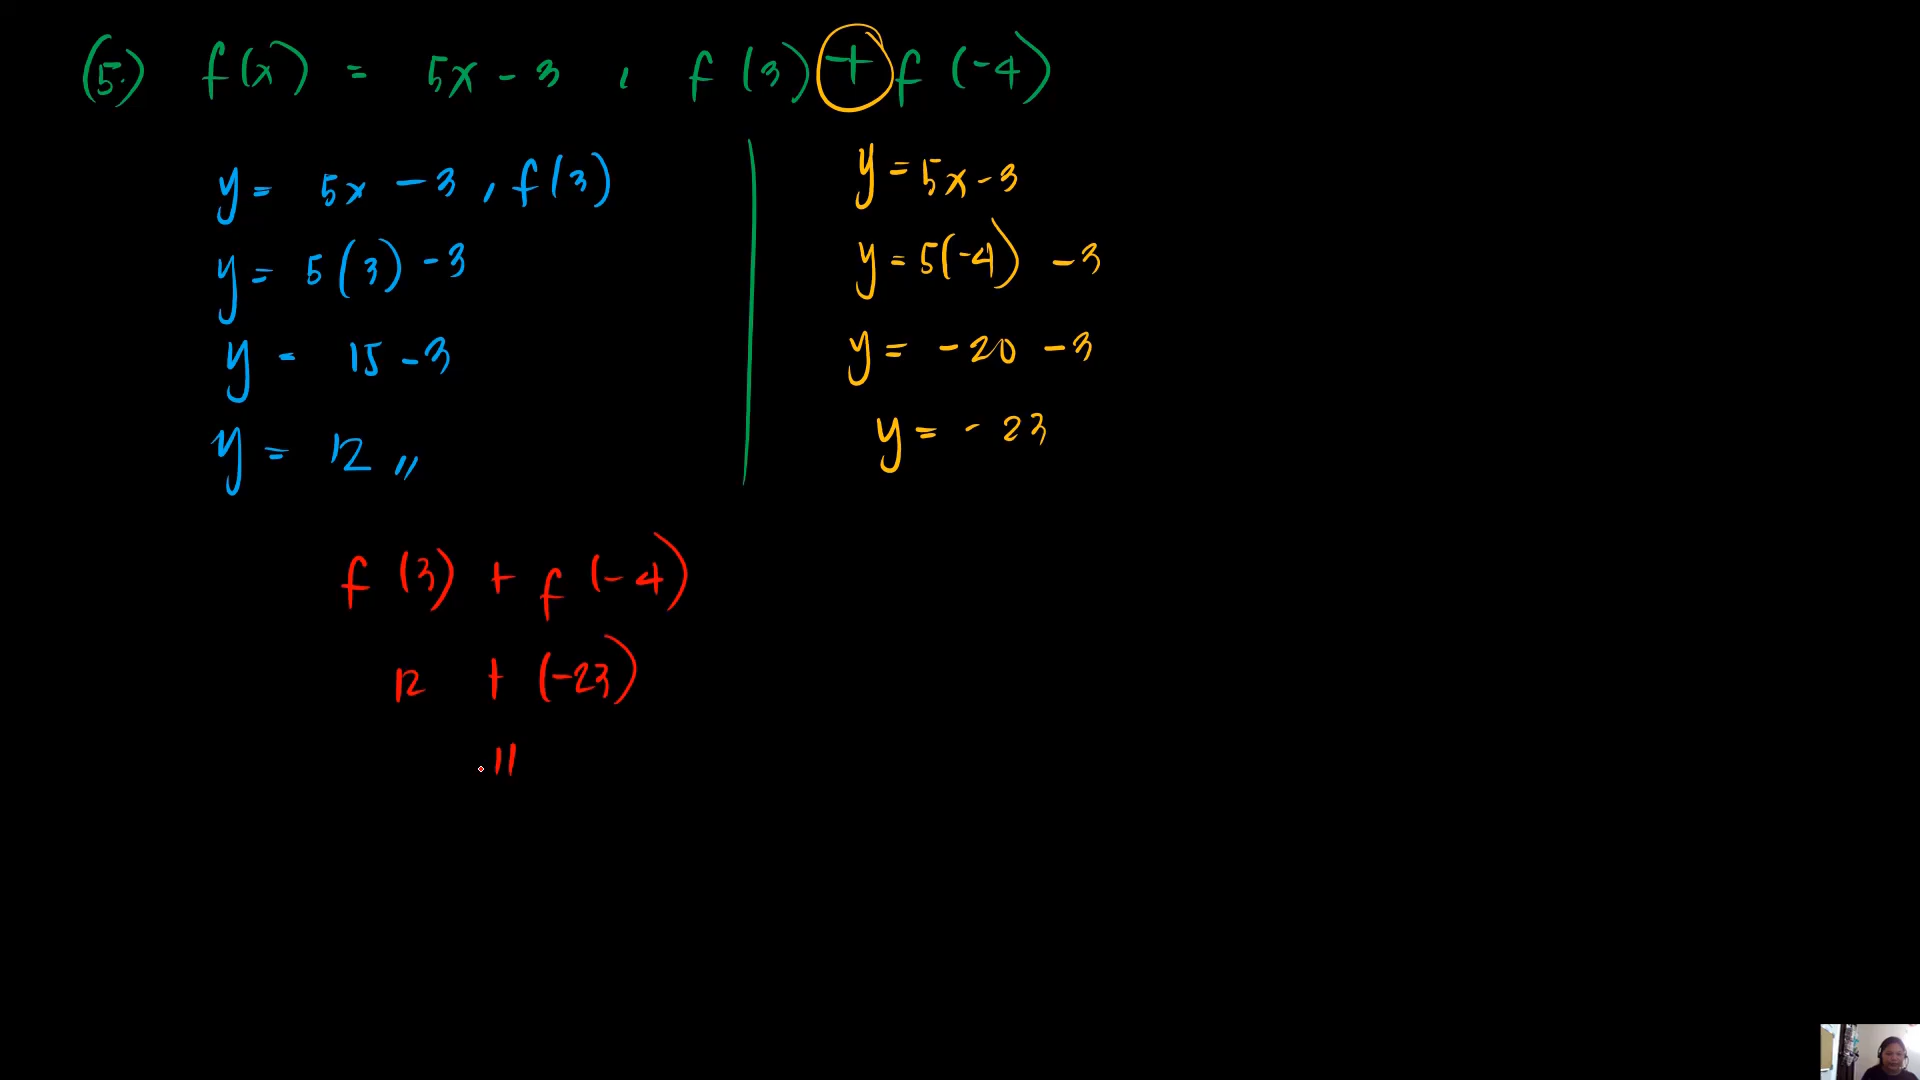 (5.) f(x) = 5x - 3 , f(3) + f(-4)
y = 5x - 3 , f(3)
y = 5(3) - 3
y - 15 - 3
y = 12 //
y = 5x - 3
y = 5(-4) - 3
y = -20 - 3
y = -23
f(3) + f(-4)
12 + (-23)
11